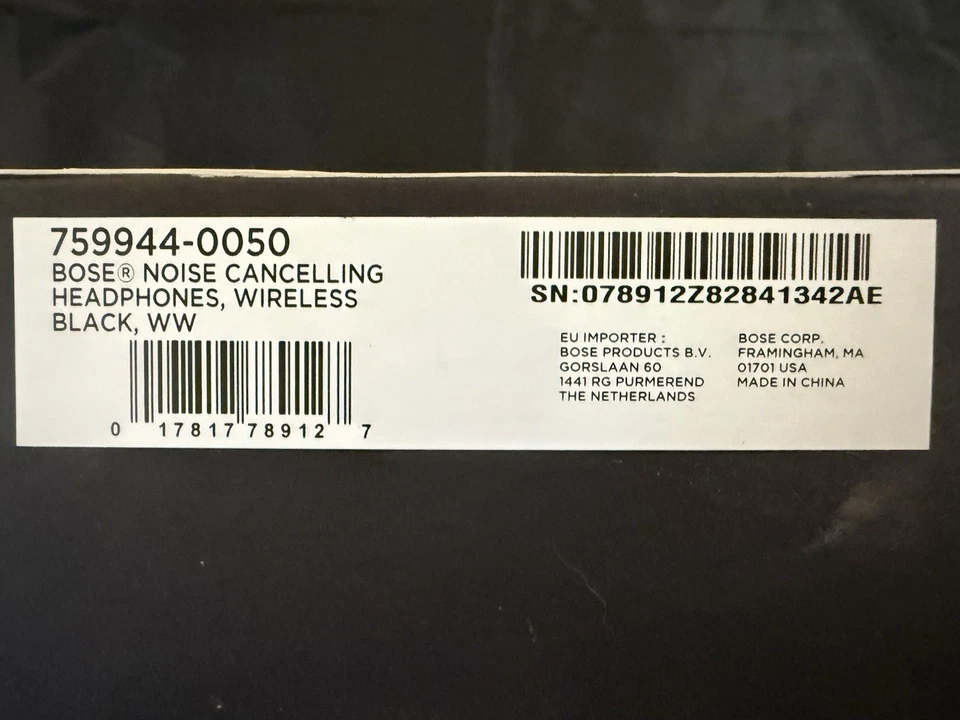 759944-0050
BOSE® NOISE CANCELLING
HEADPHONES, WIRELESS
BLACK, WW
0 17817 78912 7
SN:078912Z82841342AE
EU IMPORTER :
BOSE PRODUCTS B.V.
GORSLAAN 60
1441 RG PURMEREND
THE NETHERLANDS
BOSE CORP.
FRAMINGHAM, MA
01701 USA
MADE IN CHINA